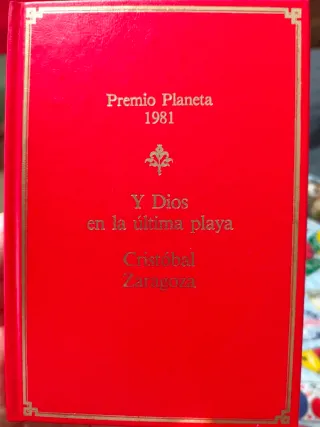 Premio Planeta
1981
Y Dios
en la última playa
Cristóbal
Zaragoza